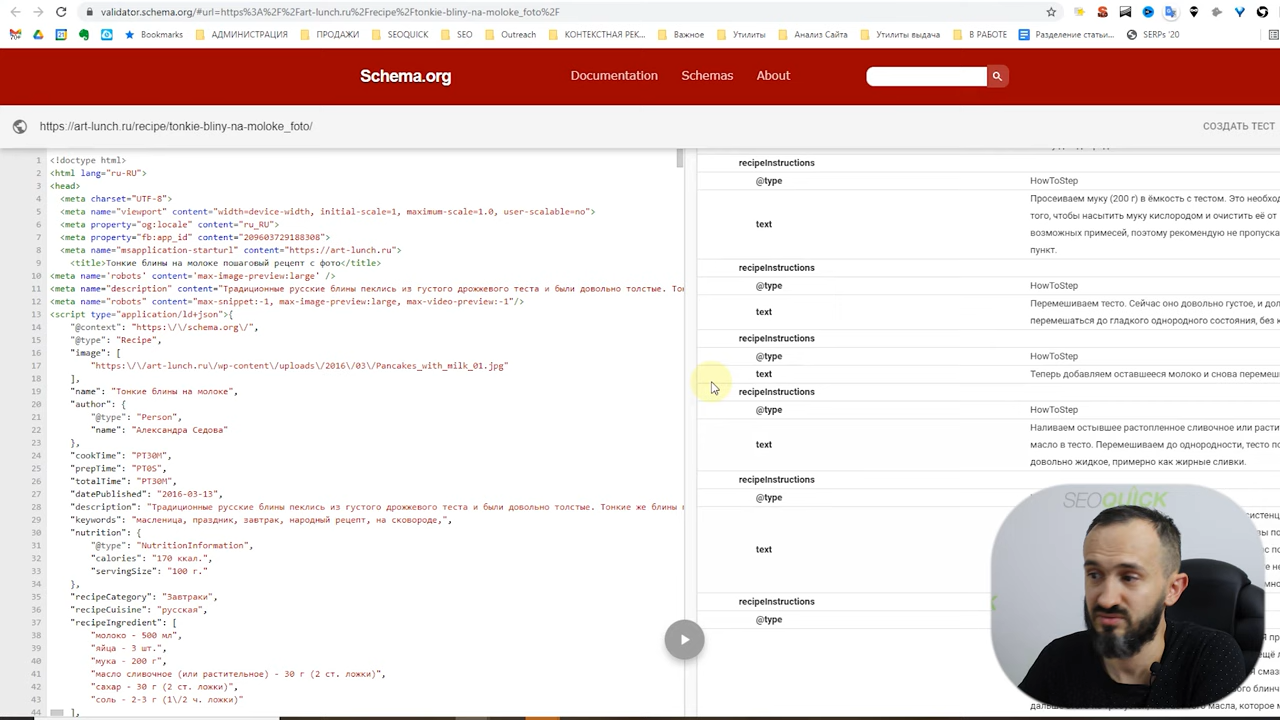 validator.schema.org/#url=https%3A%2F%2Fart-lunch.ru%2Frecipe%2Ftonkie-bliny-na-moloke_foto%2F
Bookmarks АДМИНИСТРАЦИЯ ПРОДАЖИ SEOQUICK SEO Outreach КОНТЕКСТНАЯ РЕК... Важное Утилиты Анализ Сайта Утилиты выдача В РАБОТЕ Разделение статьи... SERPs '20
Schema.org Documentation Schemas About
https://art-lunch.ru/recipe/tonkie-bliny-na-moloke_foto/ СОЗДАТЬ ТЕСТ
1 <!doctype html>
2 <html lang="ru-RU">
3 <head>
4 <meta charset="UTF-8">
5 <meta name="viewport" content="width=device-width, initial-scale=1, maximum-scale=1.0, user-scalable=no">
6 <meta property="og:locale" content="ru_RU">
7 <meta property="fb:app_id" content="209603729188308">
8 <meta name="msapplication-starturl" content="https://art-lunch.ru">
9 <title>Тонкие блины на молоке пошаговый рецепт с фото</title>
10 <meta name='robots' content='max-image-preview:large' />
11 <meta name="description" content="Традиционные русские блины пеклись из густого дрожжевого теста и были довольно толстые.
12 <meta name="robots" content="max-snippet:-1, max-image-preview:large, max-video-preview:-1"/>
13 <script type="application/ld+json">{
14 "@context": "https:\/\/schema.org\/",
15 "@type": "Recipe",
16 "image": [
17 "https:\/\/art-lunch.ru\/wp-content\/uploads\/2016\/03\/Pancakes_with_milk_01.jpg"
18 ],
19 "name": "Тонкие блины на молоке",
20 "author": {
21 "@type": "Person",
22 "name": "Александра Седова"
23 },
24 "cookTime": "PT30M",
25 "prepTime": "PT0S",
26 "totalTime": "PT30M",
27 "datePublished": "2016-03-13",
28 "description": "Традиционные русские блины пеклись из густого дрожжевого теста и были довольно толстые. Тонкие же блины
29 "keywords": "масленица, праздник, завтрак, народный рецепт, на сковороде,",
30 "nutrition": {
31 "@type": "NutritionInformation",
32 "calories": "170 ккал.",
33 "servingSize": "100 г."
34 },
35 "recipeCategory": "Завтраки",
36 "recipeCuisine": "русская",
37 "recipeIngredient": [
38 "молоко - 500 мл",
39 "яйца - 3 шт.",
40 "мука - 200 г",
41 "масло сливочное (или растительное) - 30 г (2 ст. ложки)",
42 "сахар - 30 г (2 ст. ложки)",
43 "соль - 2-3 г (1\/2 ч. ложки)"
44 ],
recipeInstructions
@type HowToStep
text Просеиваем муку (200 г) в ёмкость с тестом. Это необхо
того, чтобы насытить муку кислородом и очистить её от
возможных примесей, поэтому рекомендую не пропуска
пункт.
recipeInstructions
@type HowToStep
text Перемешиваем тесто. Сейчас оно довольно густое, и до
перемешаться до гладкого однородного состояния, без
recipeInstructions
@type HowToStep
text Теперь добавляем оставшееся молоко и снова перемеш
recipeInstructions
@type HowToStep
text Наливаем остывшее растопленное сливочное или расти
масло в тесто. Перемешиваем до однородности, тесто по
довольно жидкое, примерно как жирные сливки.
recipeInstructions
@type
text
recipeInstructions
@type
SEOQUICK